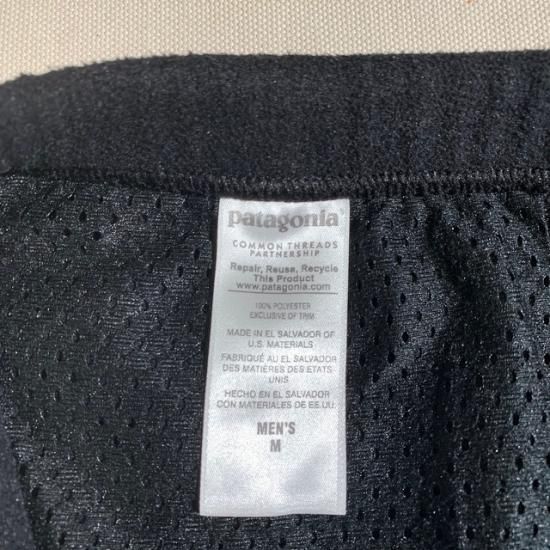 patagonia®
COMMON THREADS
PARTNERSHIP
Repair, Reuse, Recycle
This Product
www.patagonia.com
100% POLYESTER
EXCLUSIVE OF TRIM
MADE IN EL SALVADOR OF
U.S. MATERIALS
FABRIQUÉ AU EL SALVADOR
DES MATIÈRES DES ETATS
UNIS
HECHO EN EL SALVADOR
CON MATERIALES DE EE.UU.
MEN'S
M